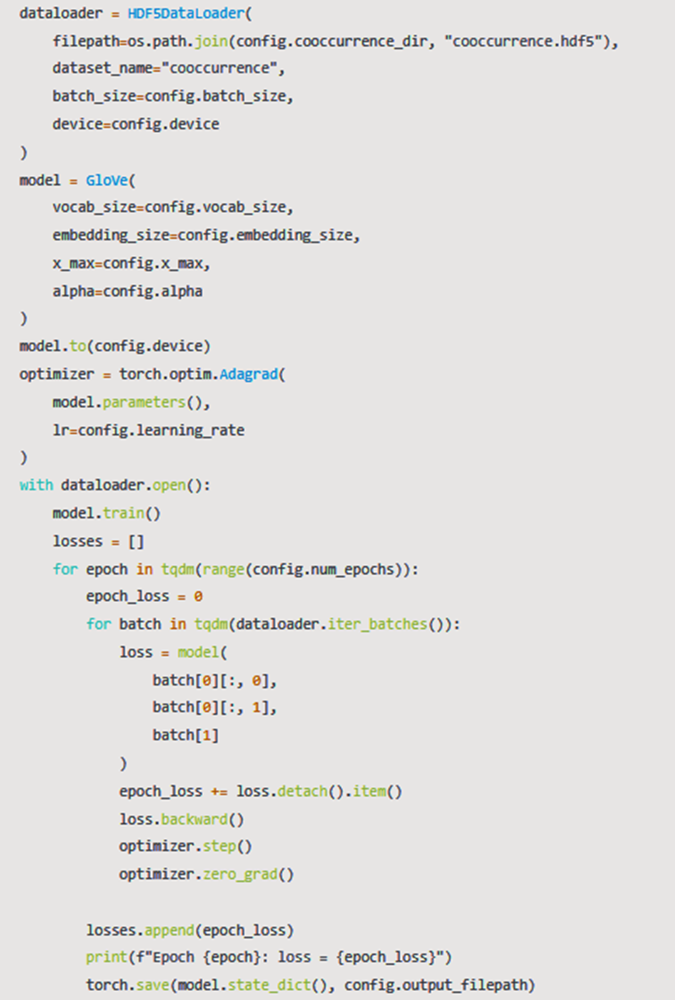 dataloader = HDF5DataLoader(
    filepath=os.path.join(config.cooccurrence_dir, "cooccurrence.hdf5"),
    dataset_name="cooccurrence",
    batch_size=config.batch_size,
    device=config.device
)
model = GloVe(
    vocab_size=config.vocab_size,
    embedding_size=config.embedding_size,
    x_max=config.x_max,
    alpha=config.alpha
)
model.to(config.device)
optimizer = torch.optim.Adagrad(
    model.parameters(),
    lr=config.learning_rate
)
with dataloader.open():
    model.train()
    losses = []
    for epoch in tqdm(range(config.num_epochs)):
        epoch_loss = 0
        for batch in tqdm(dataloader.iter_batches()):
            loss = model(
                batch[0][:, 0],
                batch[0][:, 1],
                batch[1]
            )
            epoch_loss += loss.detach().item()
            loss.backward()
            optimizer.step()
            optimizer.zero_grad()

        losses.append(epoch_loss)
        print(f"Epoch {epoch}: loss = {epoch_loss}")
        torch.save(model.state_dict(), config.output_filepath)